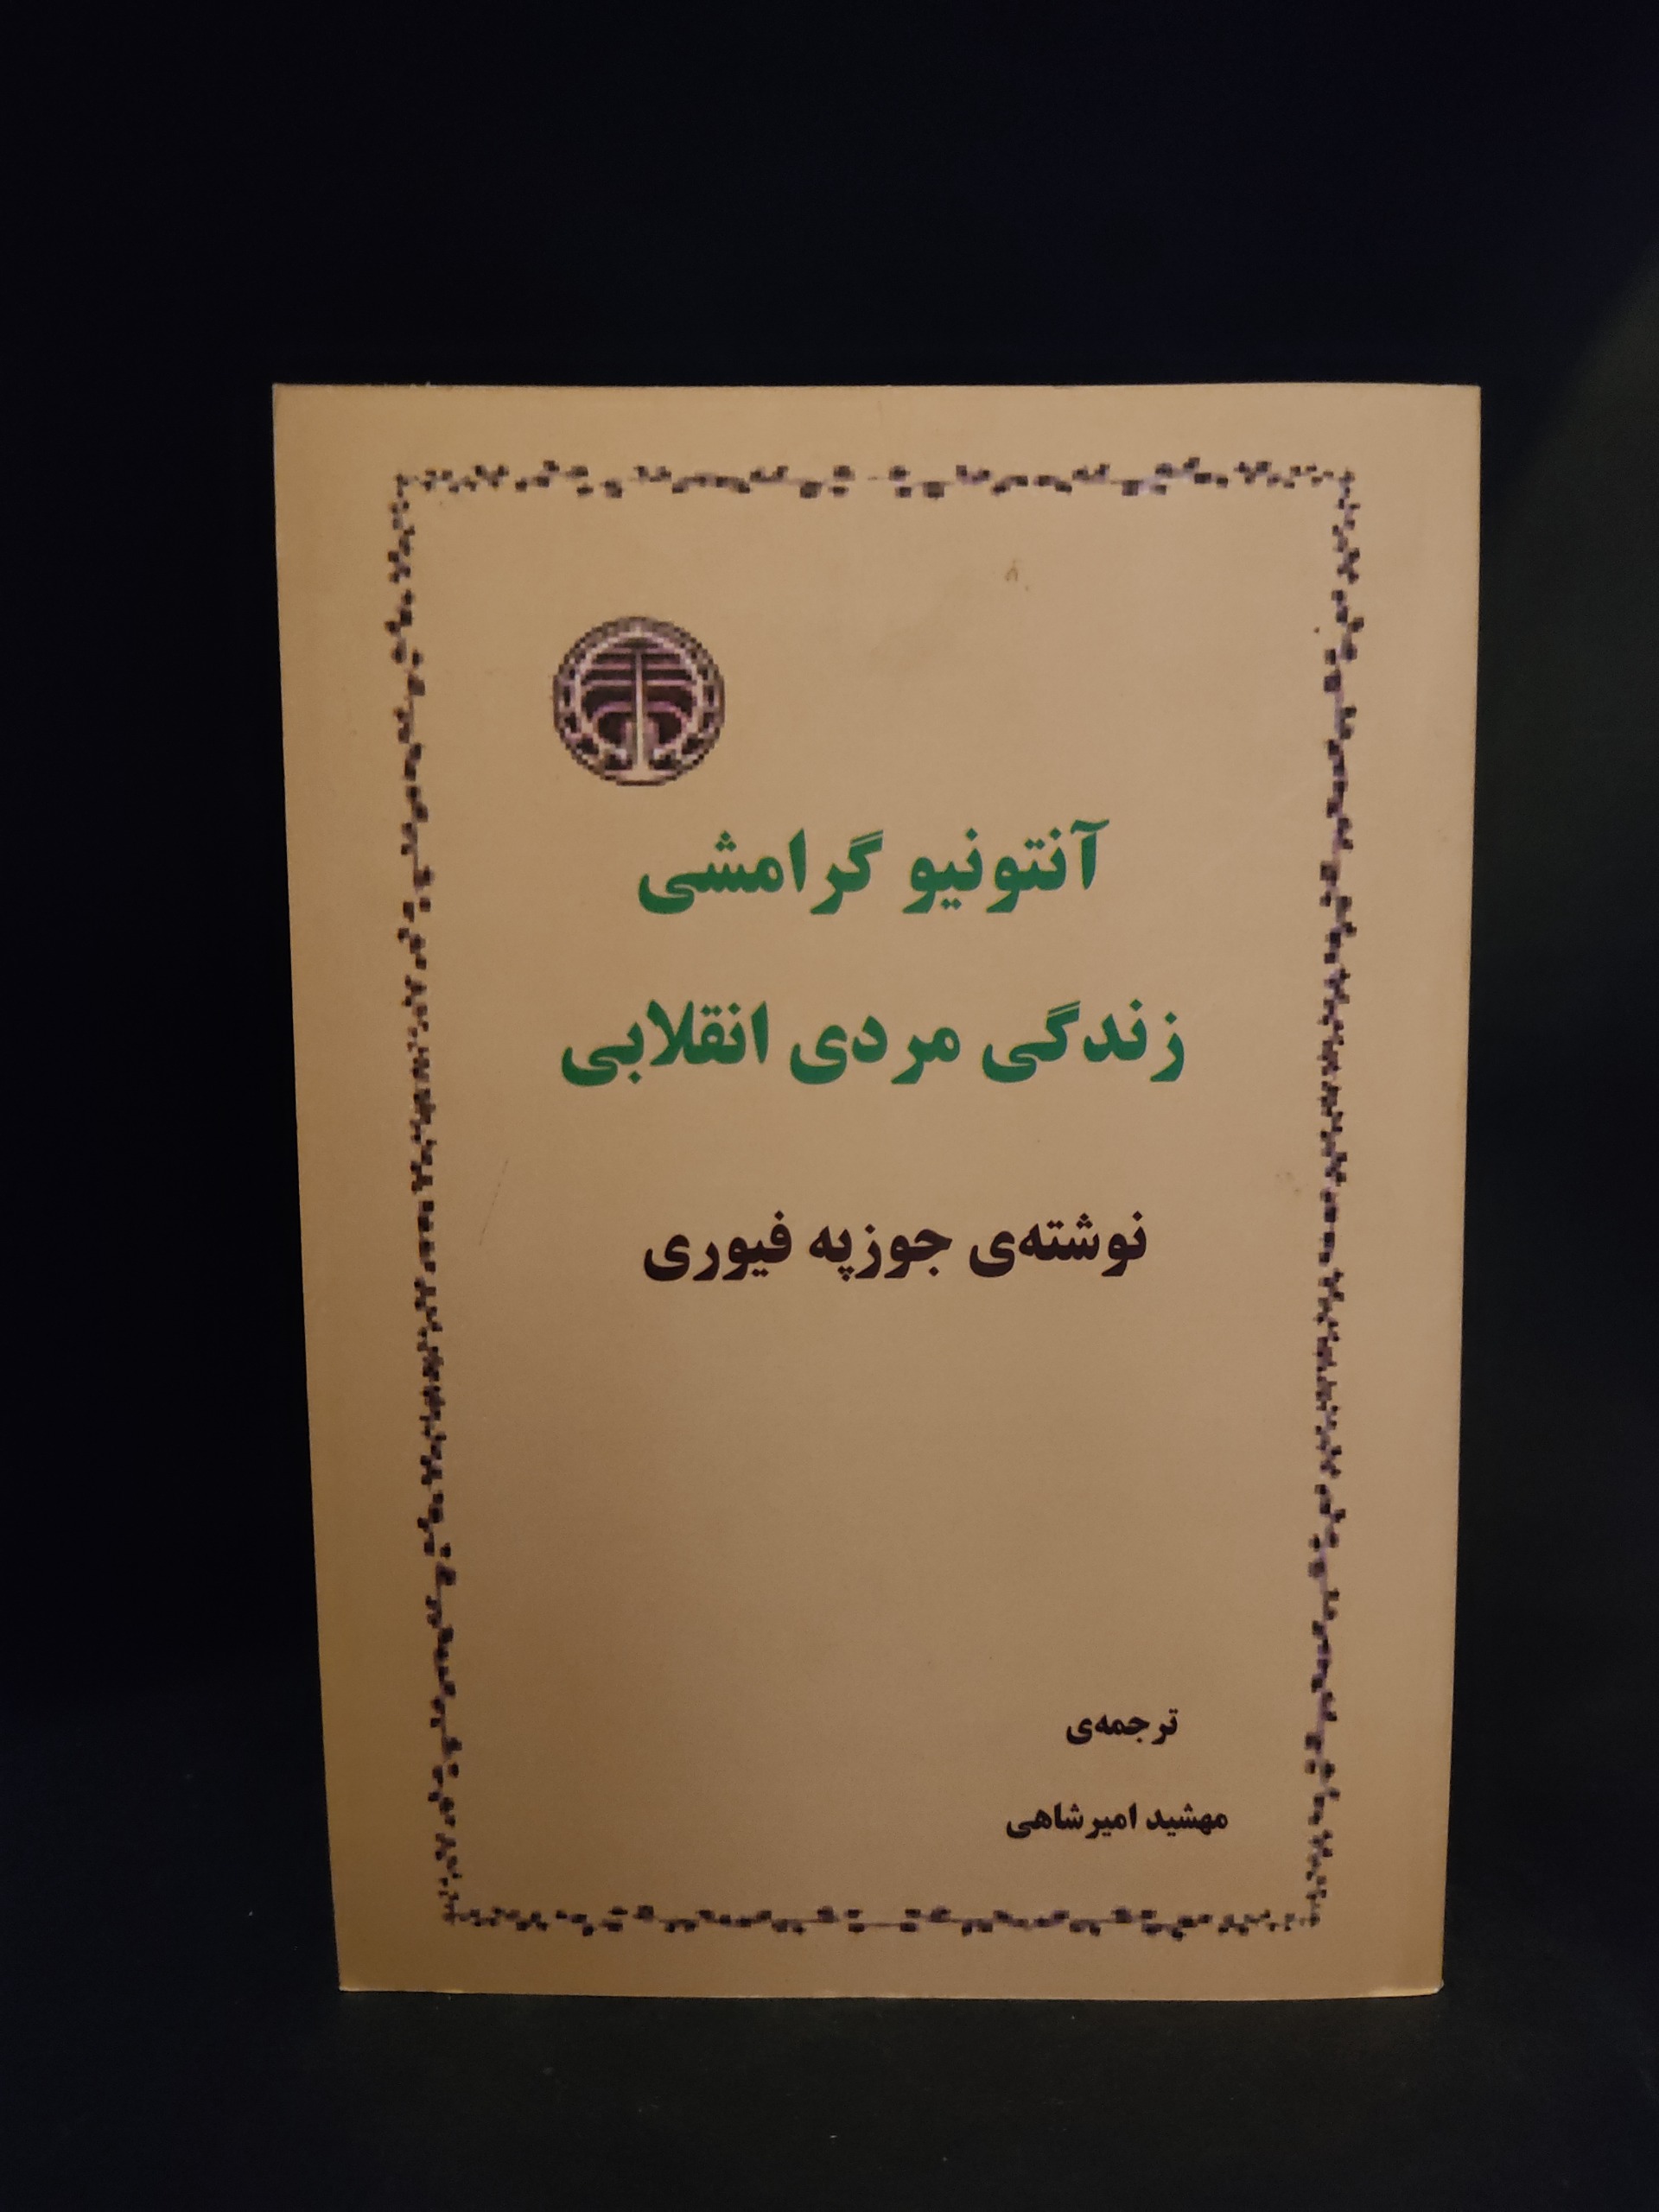 آنتونیو گرامشی
زندگی مردی انقلابی
نوشته‌ی جوزپه فیوری
ترجمه‌ی
مهشید امیرشاهی